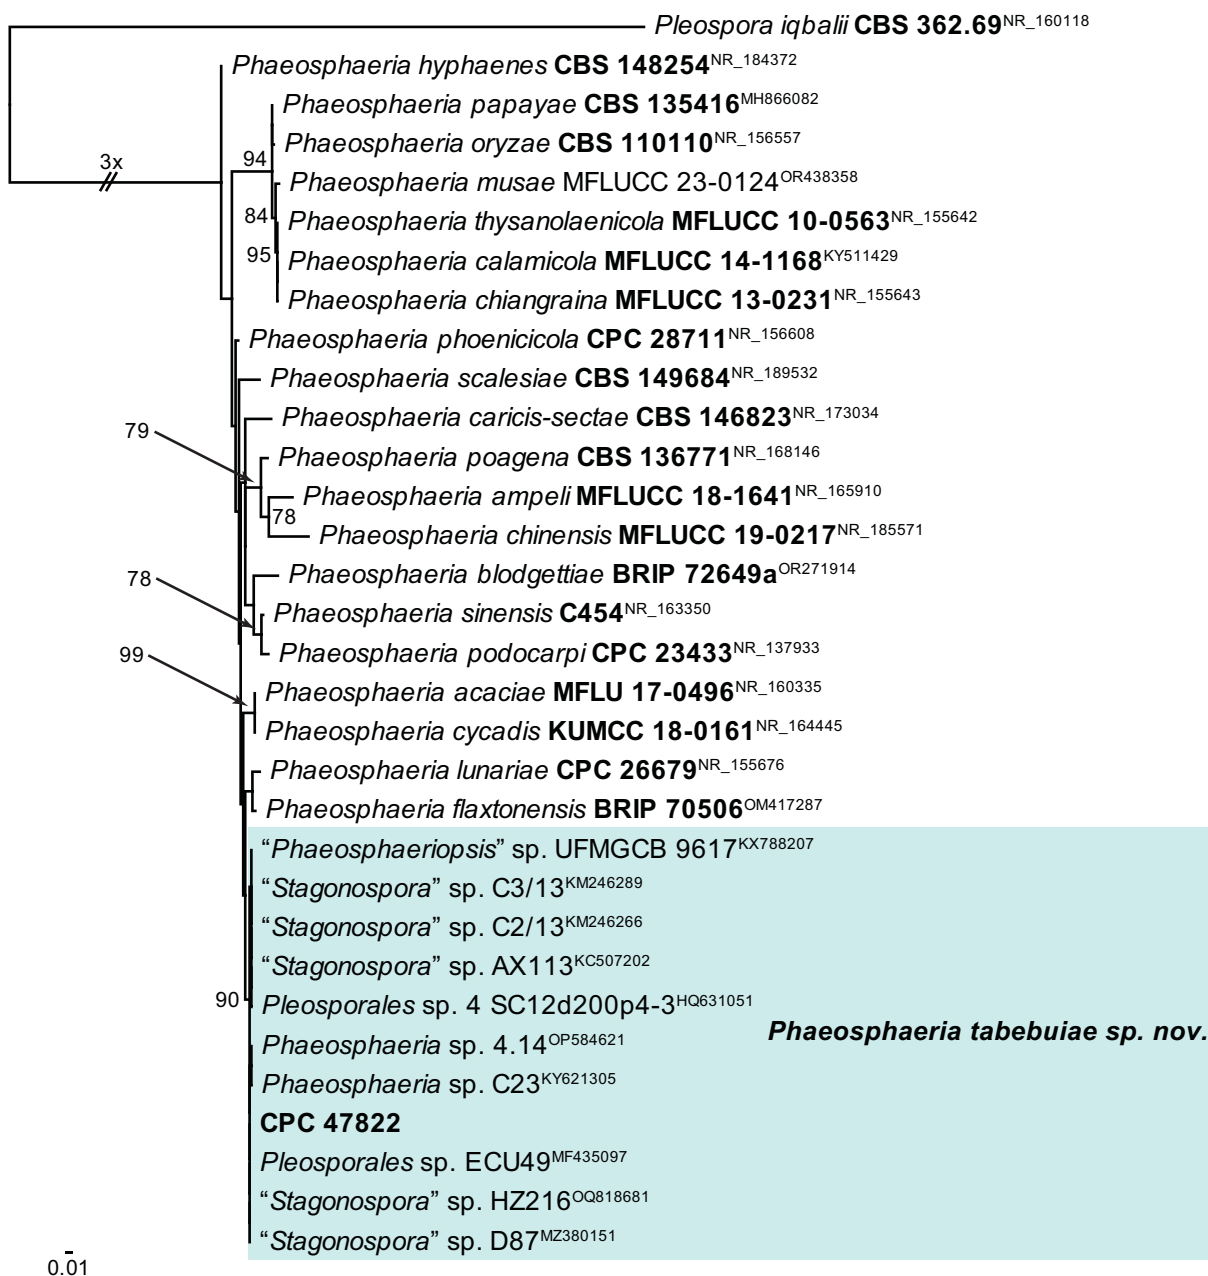 Pleospora iqbalii CBS 362.69NR_160118
Phaeosphaeria hyphaenes CBS 148254NR_184372
Phaeosphaeria papayae CBS 135416MH866082
Phaeosphaeria oryzae CBS 110110NR_156557
3x
94
Phaeosphaeria musae MFLUCC 23-0124OR438358
84
Phaeosphaeria thysanolaenicola MFLUCC 10-0563NR_155642
95
Phaeosphaeria calamicola MFLUCC 14-1168KY511429
Phaeosphaeria chiangraina MFLUCC 13-0231NR_155643
Phaeosphaeria phoenicicola CPC 28711NR_156608
Phaeosphaeria scalesiae CBS 149684NR_189532
Phaeosphaeria caricis-sectae CBS 146823NR_173034
79
Phaeosphaeria poagena CBS 136771NR_168146
Phaeosphaeria ampeli MFLUCC 18-1641NR_165910
78
Phaeosphaeria chinensis MFLUCC 19-0217NR_185571
Phaeosphaeria blodgettiae BRIP 72649aOR271914
78
Phaeosphaeria sinensis C454NR_163350
Phaeosphaeria podocarpi CPC 23433NR_137933
99
Phaeosphaeria acaciae MFLU 17-0496NR_160335
Phaeosphaeria cycadis KUMCC 18-0161NR_164445
Phaeosphaeria lunariae CPC 26679NR_155676
Phaeosphaeria flaxtonensis BRIP 70506OM417287
“Phaeosphaeriopsis” sp. UFMGCB 9617KX788207
“Stagonospora” sp. C3/13KM246289
“Stagonospora” sp. C2/13KM246266
“Stagonospora” sp. AX113KC507202
90
Pleosporales sp. 4 SC12d200p4-3HQ631051
Phaeosphaeria tabebuiae sp. nov.
Phaeosphaeria sp. 4.14OP584621
Phaeosphaeria sp. C23KY621305
CPC 47822
Pleosporales sp. ECU49MF435097
“Stagonospora” sp. HZ216OQ818681
“Stagonospora” sp. D87MZ380151
0.01